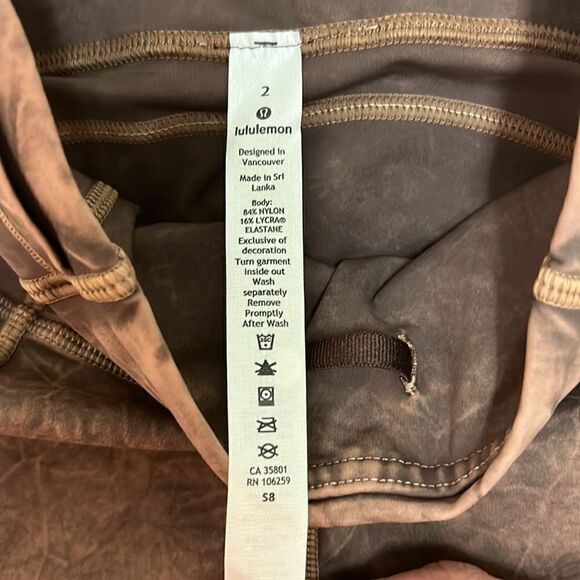 2
lululemon
Designed in
Vancouver
Made in Sri
Lanka
Body:
84% NYLON
16% LYCRA®
ELASTANE
Exclusive of
decoration
Turn garment
inside out
Wash
separately
Remove
Promptly
After Wash
CA 35801
RN 106259
S8